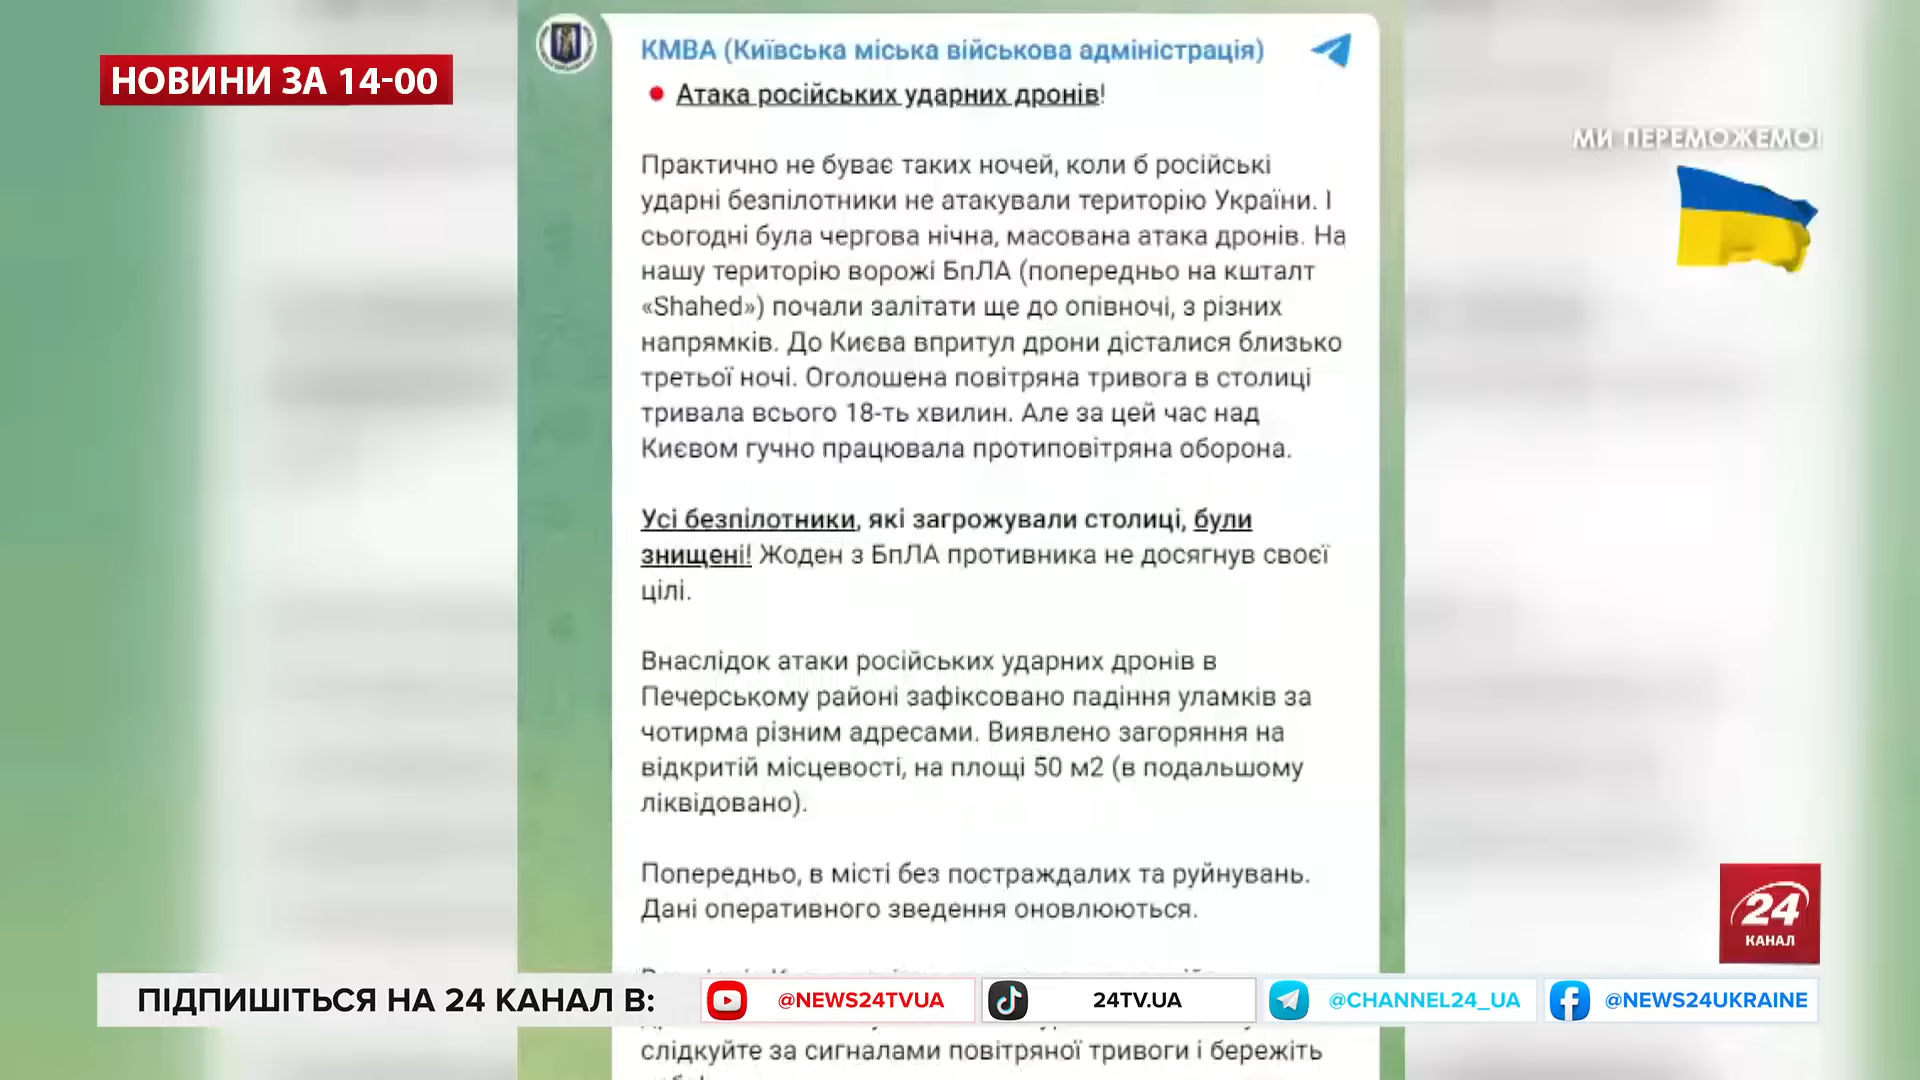 НОВИНИ ЗА 14-00
КМВА (Київська міська військова адміністрація)
Атака російських ударних дронів!
МИ ПЕРЕМОЖЕМО!
Практично не буває таких ночей, коли б російські
ударні безпілотники не атакували територію України. І
сьогодні була чергова нічна, масована атака дронів. На
нашу територію ворожі БпЛА (попередньо на кшталт
«Shahed») почали залітати ще до опівночі, з різних
напрямків. До Києва впритул дрони дісталися близько
третьої ночі. Оголошена повітряна тривога в столиці
тривала всього 18-ть хвилин. Але за цей час над
Києвом гучно працювала протиповітряна оборона.
Усі безпілотники, які загрожували столиці, були
знищені! Жоден з БпЛА противника не досягнув своєї
цілі.
Внаслідок атаки російських ударних дронів в
Печерському районі зафіксовано падіння уламків за
чотирма різним адресами. Виявлено загоряння на
відкритій місцевості, на площі 50 м2 (в подальшому
ліквідовано).
Попередньо, в місті без постраждалих та руйнувань.
Дані оперативного зведення оновлюються.
24
КАНАЛ
ПІДПИШІТЬСЯ НА 24 КАНАЛ В:
@NEWS24TVUA
24TV.UA
@CHANNEL24_UA
@NEWS24UKRAINE
слідкуйте за сигналами повітряної тривоги і бережіть